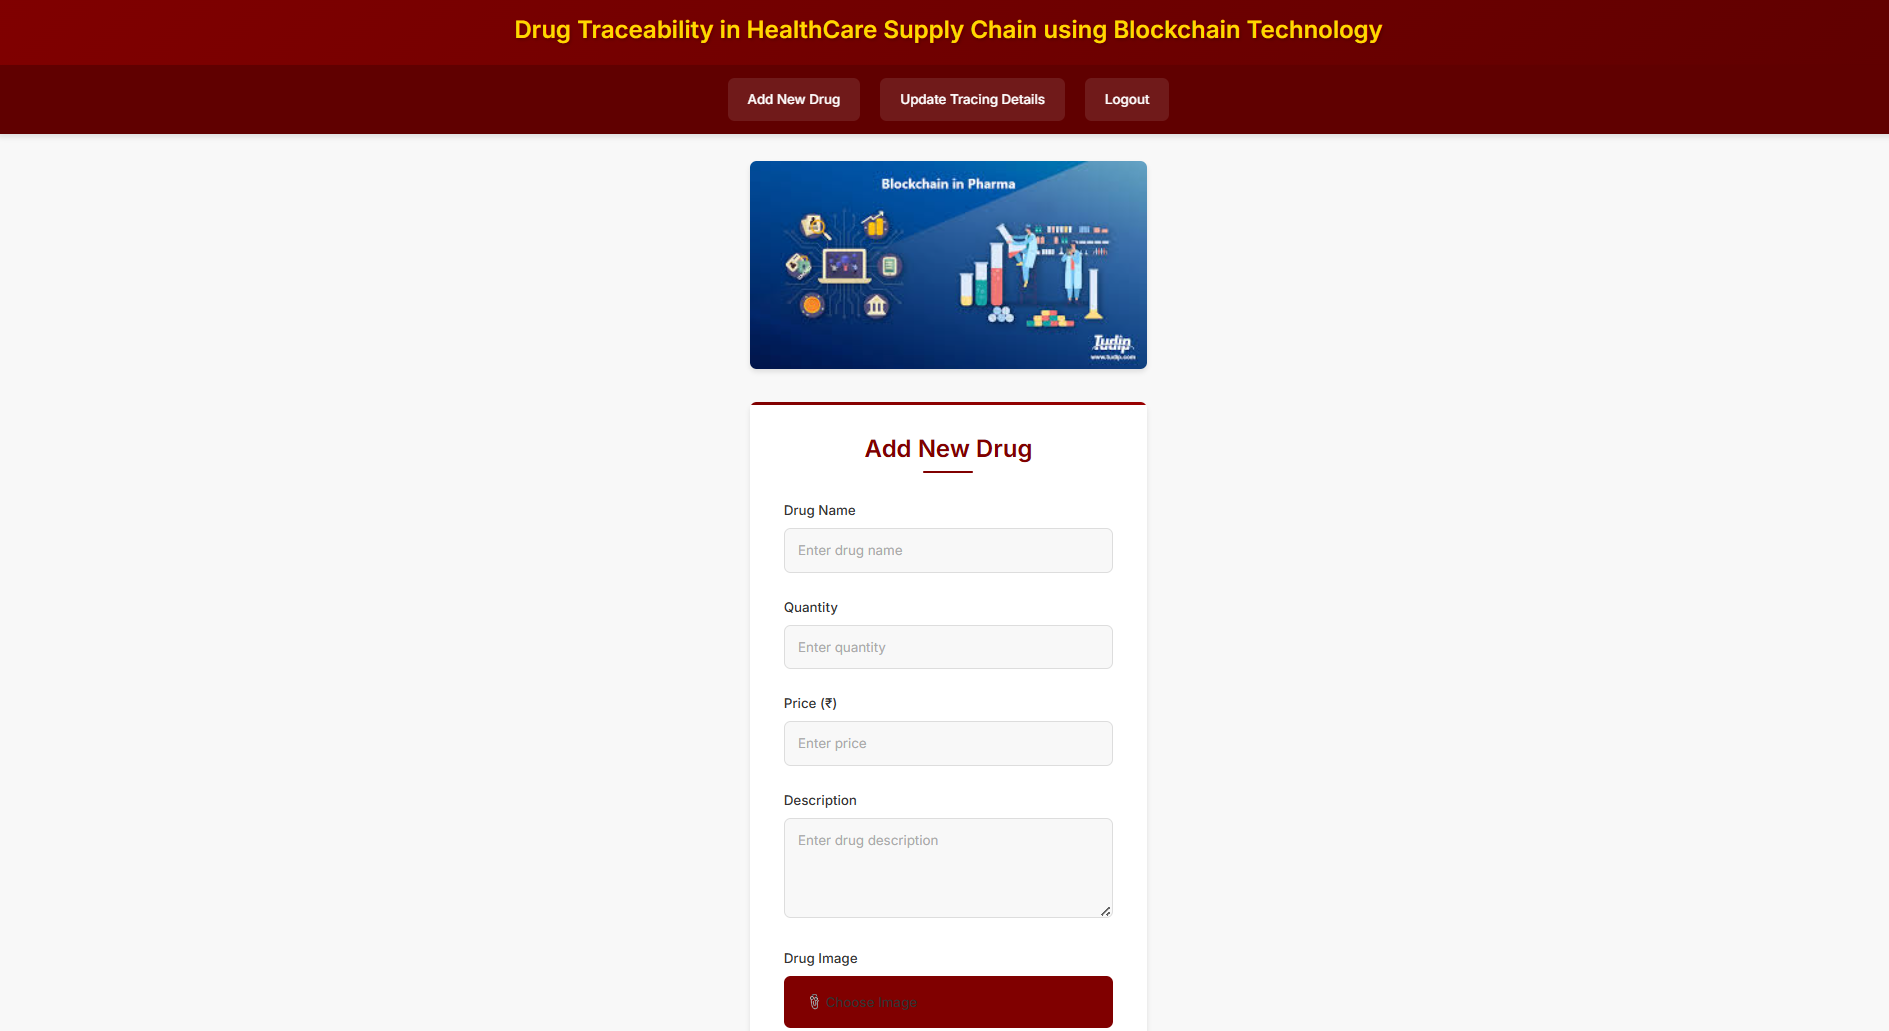 Drug Traceability in HealthCare Supply Chain using Blockchain Technology
Add New Drug
Update Tracing Details
Logout
Blockchain in Pharma
Tudip
www.tudip.com
Add New Drug
Drug Name
Enter drug name
Quantity
Enter quantity
Price (₹)
Enter price
Description
Enter drug description
Drug Image
Choose Image